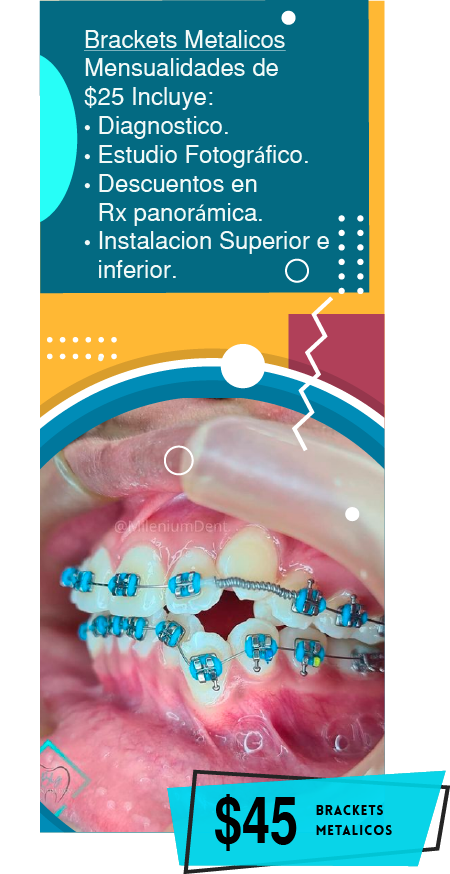 Brackets Metalicos
Mensualidades de
$25 Incluye:
• Diagnostico.
• Estudio Fotográfico.
• Descuentos en
Rx panorámica.
• Instalacion Superior e
inferior.
@MileniumDent
$45 BRACKETS
METALICOS